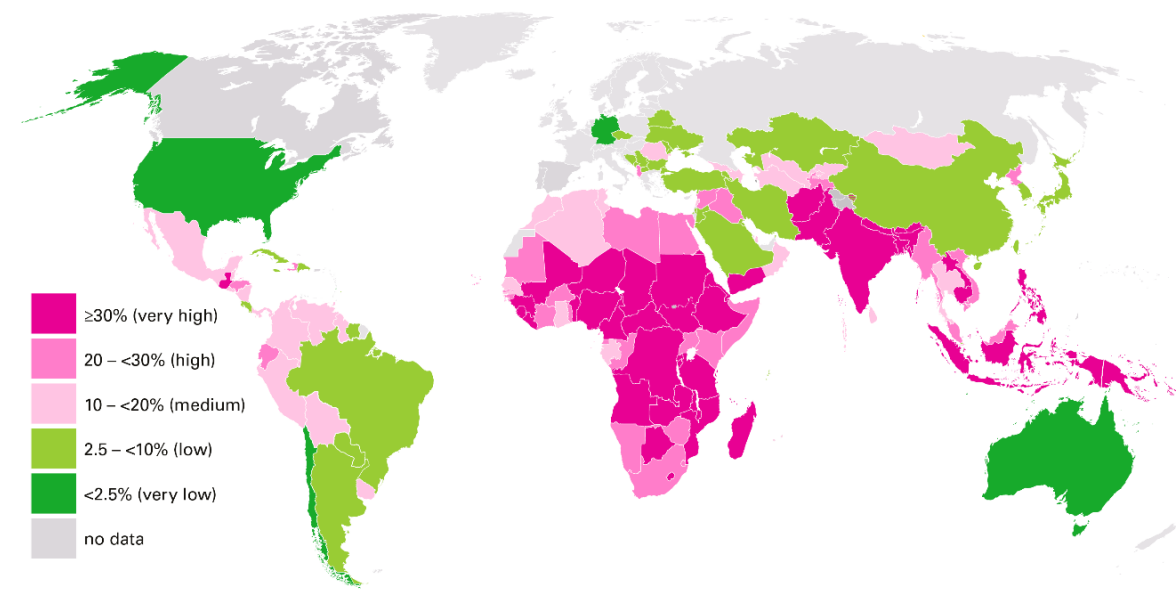 ≥30% (very high)
20 – <30% (high)
10 – <20% (medium)
2.5 – <10% (low)
<2.5% (very low)
no data